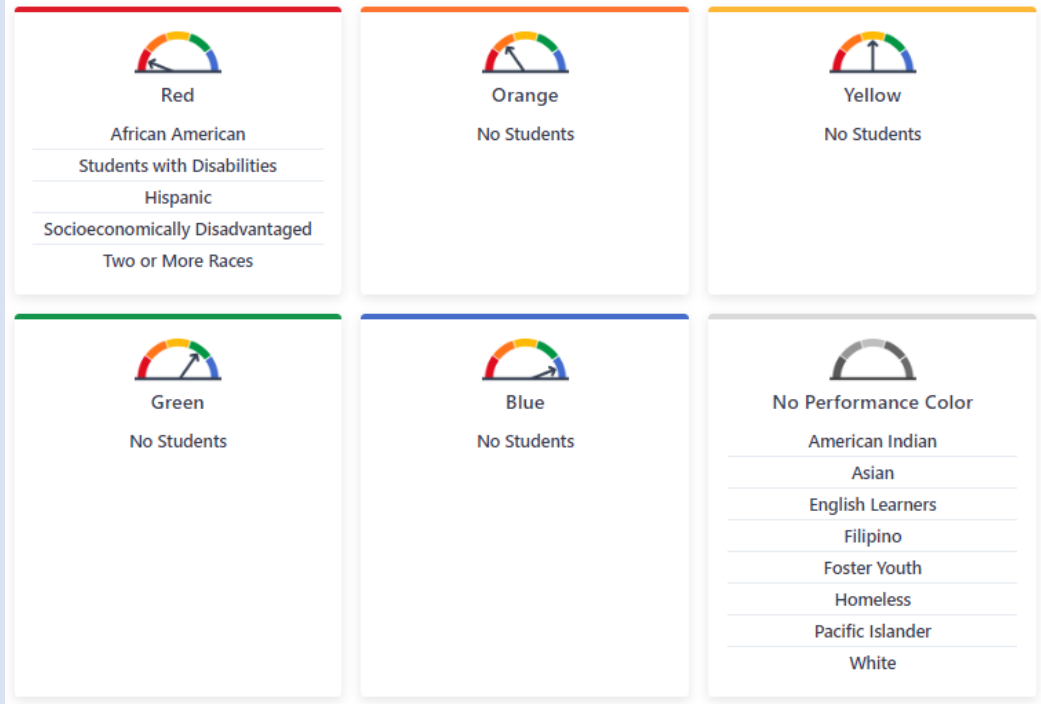 Red
African American
Students with Disabilities
Hispanic
Socioeconomically Disadvantaged
Two or More Races
Orange
No Students
Yellow
No Students
Green
No Students
Blue
No Students
No Performance Color
American Indian
Asian
English Learners
Filipino
Foster Youth
Homeless
Pacific Islander
White